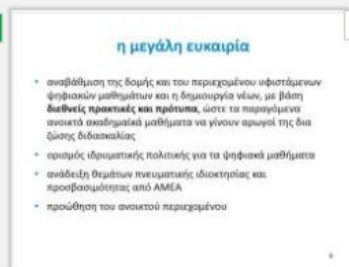 η μεγάλη ευκαιρία
• αναβάθμιση της δομής και του περιεχομένου υφιστάμενων
ψηφιακών μαθημάτων και η δημιουργία νέων, με βάση
διεθνείς πρακτικές και πρότυπα, ώστε τα παραγόμενα
ανοικτά ακαδημαϊκά μαθήματα να γίνουν αρωγοί της δια
ζώσης διδασκαλίας
• ορισμός ιδρυματικής πολιτικής για τα ψηφιακά μαθήματα
• ανάδειξη θεμάτων πνευματικής ιδιοκτησίας και
προσβασιμότητας από ΑΜΕΑ
• προώθηση του ανοικτού περιεχομένου